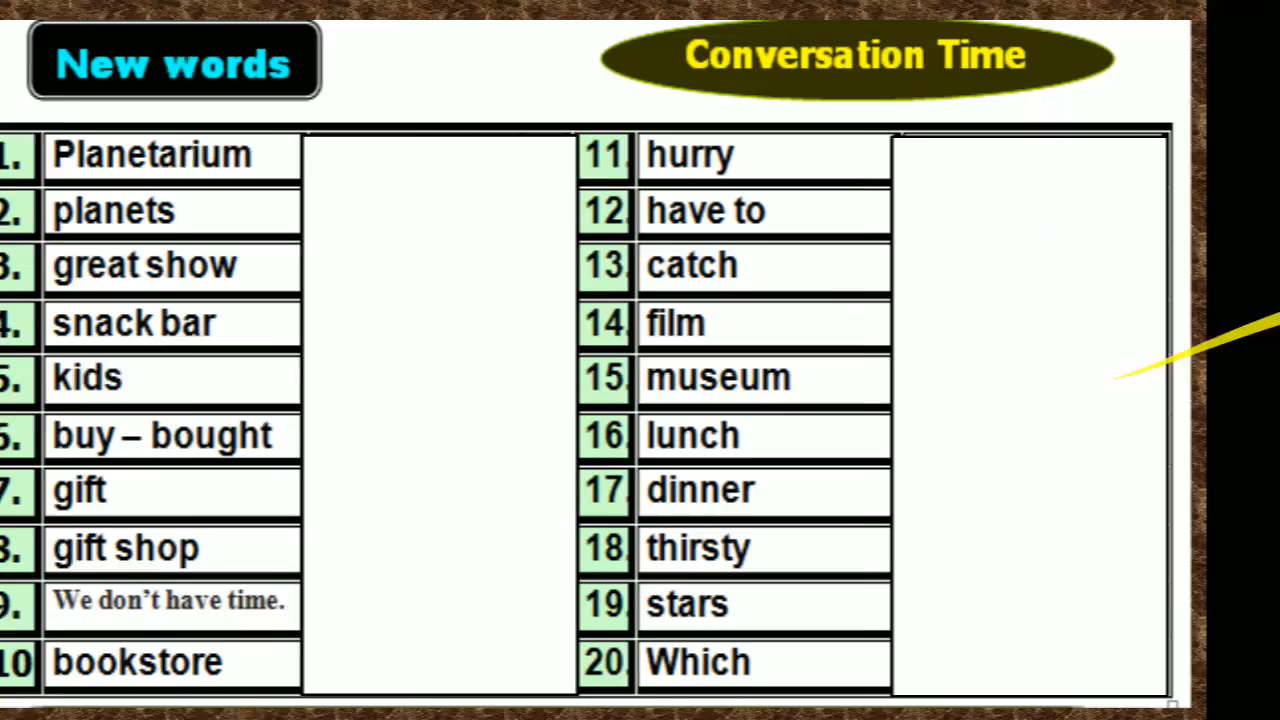 New words
Conversation Time
1. Planetarium
2. planets
3. great show
4. snack bar
5. kids
6. buy – bought
7. gift
8. gift shop
9. We don't have time.
10 bookstore
11. hurry
12. have to
13. catch
14. film
15. museum
16. lunch
17. dinner
18. thirsty
19. stars
20. Which